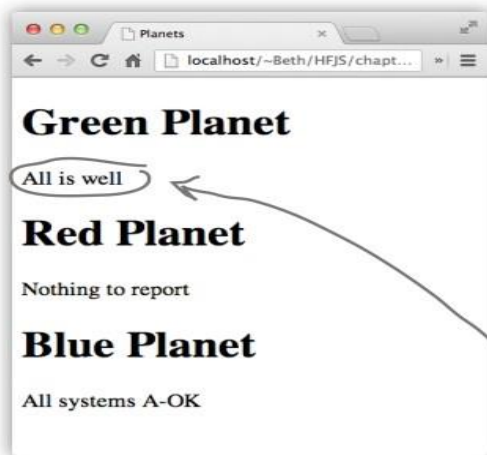 Planets
localhost/~Beth/HFJS/chapt...
Green Planet
All is well
Red Planet
Nothing to report
Blue Planet
All systems A-OK